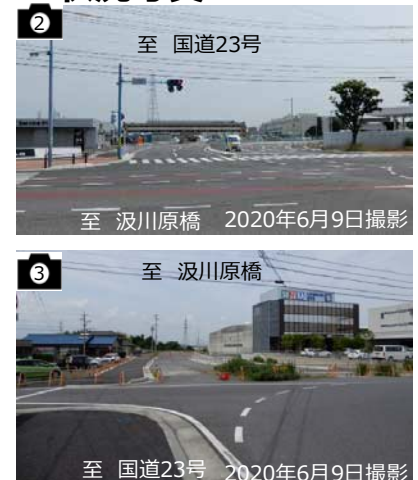 2
至 国道23号
至 汲川原橋 2020年6月9日撮影
3
至 汲川原橋
至 国道23号 2020年6月9日撮影